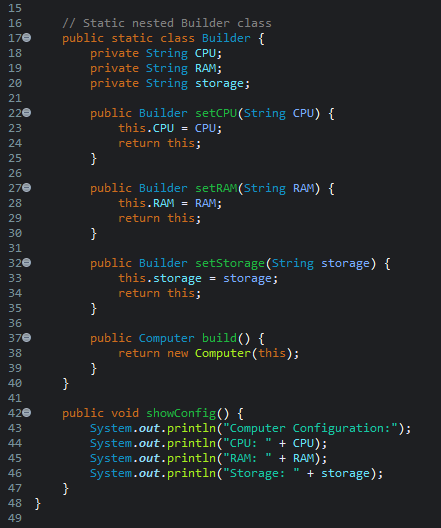 15
16     // Static nested Builder class
17     public static class Builder {
18         private String CPU;
19         private String RAM;
20         private String storage;
21
22         public Builder setCPU(String CPU) {
23             this.CPU = CPU;
24             return this;
25         }
26
27         public Builder setRAM(String RAM) {
28             this.RAM = RAM;
29             return this;
30         }
31
32         public Builder setStorage(String storage) {
33             this.storage = storage;
34             return this;
35         }
36
37         public Computer build() {
38             return new Computer(this);
39         }
40     }
41
42     public void showConfig() {
43         System.out.println("Computer Configuration:");
44         System.out.println("CPU: " + CPU);
45         System.out.println("RAM: " + RAM);
46         System.out.println("Storage: " + storage);
47     }
48 }
49